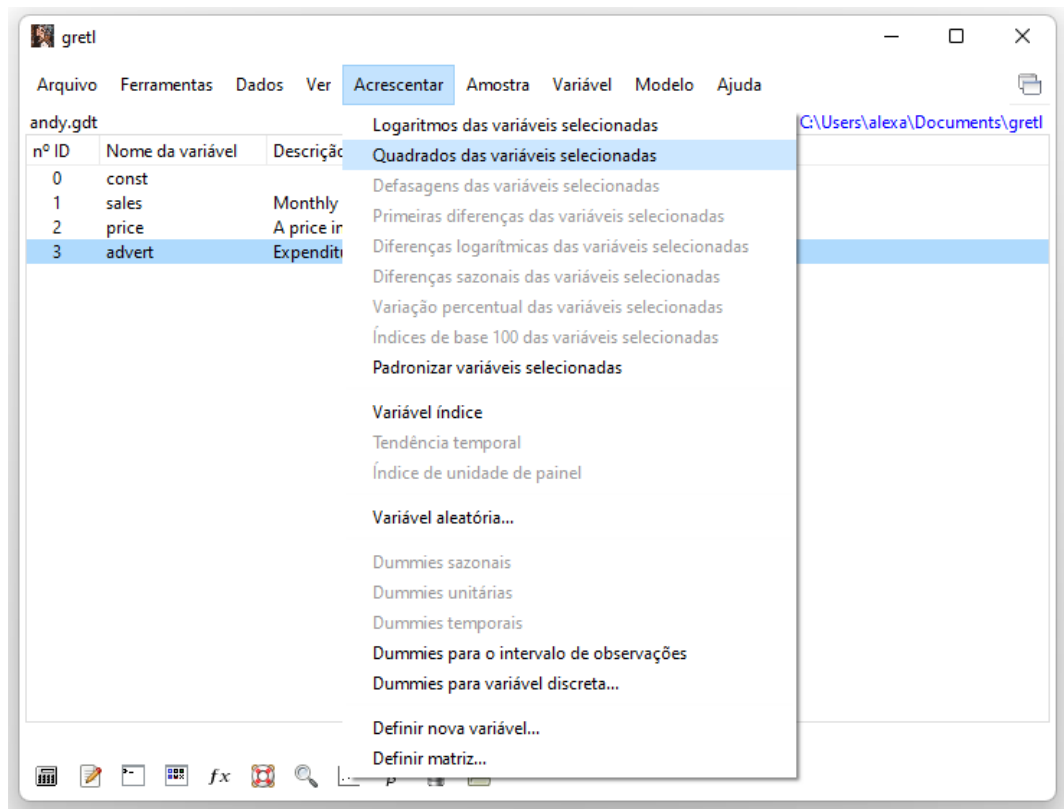 gretl
Arquivo Ferramentas Dados Ver Acrescentar Amostra Variável Modelo Ajuda
andy.gdt C:\Users\alexa\Documents\gretl
nº ID Nome da variável Descrição
0 const
1 sales Monthly
2 price A price in
3 advert Expenditu
Logaritmos das variáveis selecionadas
Quadrados das variáveis selecionadas
Defasagens das variáveis selecionadas
Primeiras diferenças das variáveis selecionadas
Diferenças logarítmicas das variáveis selecionadas
Diferenças sazonais das variáveis selecionadas
Variação percentual das variáveis selecionadas
Índices de base 100 das variáveis selecionadas
Padronizar variáveis selecionadas
Variável índice
Tendência temporal
Índice de unidade de painel
Variável aleatória...
Dummies sazonais
Dummies unitárias
Dummies temporais
Dummies para o intervalo de observações
Dummies para variável discreta...
Definir nova variável...
Definir matriz...
fx